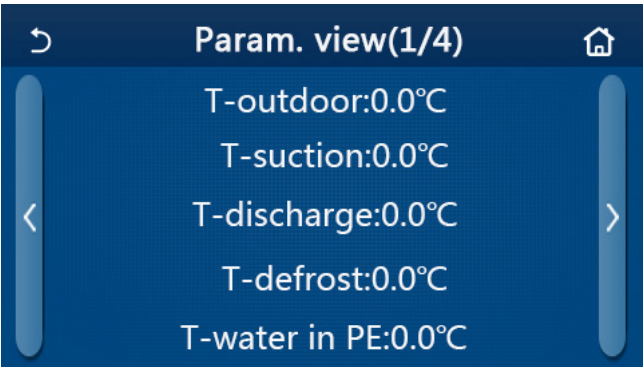 Param. view(1/4)
T-outdoor:0.0℃
T-suction:0.0℃
T-discharge:0.0℃
T-defrost:0.0℃
T-water in PE:0.0℃